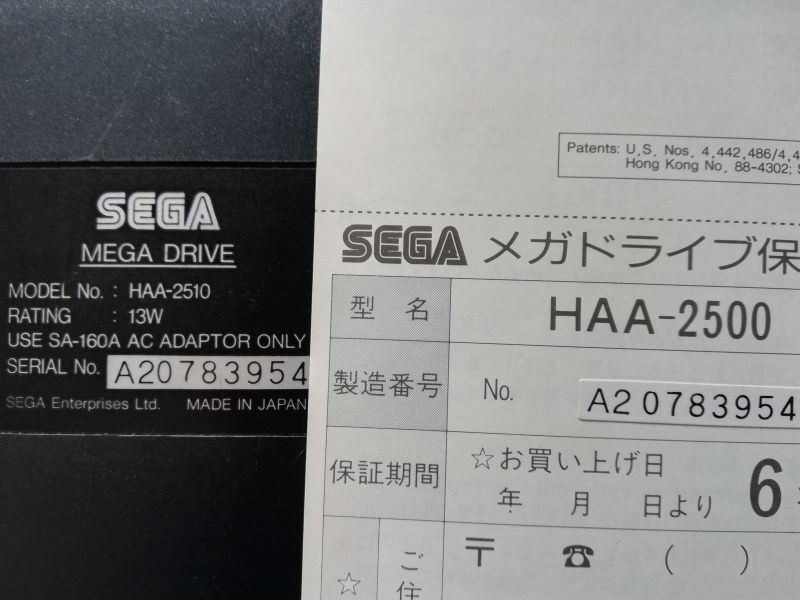 SEGA
MEGA DRIVE
MODEL No. : HAA-2510
RATING : 13W
USE SA-160A AC ADAPTOR ONLY
SERIAL No. A20783954
SEGA Enterprises Ltd. MADE IN JAPAN
Patents: U.S. Nos. 4,442,486/4,4
Hong Kong No. 88-4302; S
SEGA メガドライブ保
型 名 HAA-2500
製造番号 No. A20783954
保証期間 ☆お買い上げ日
年 月 日より 6
☆ ご 〒 ☎ ( )
住